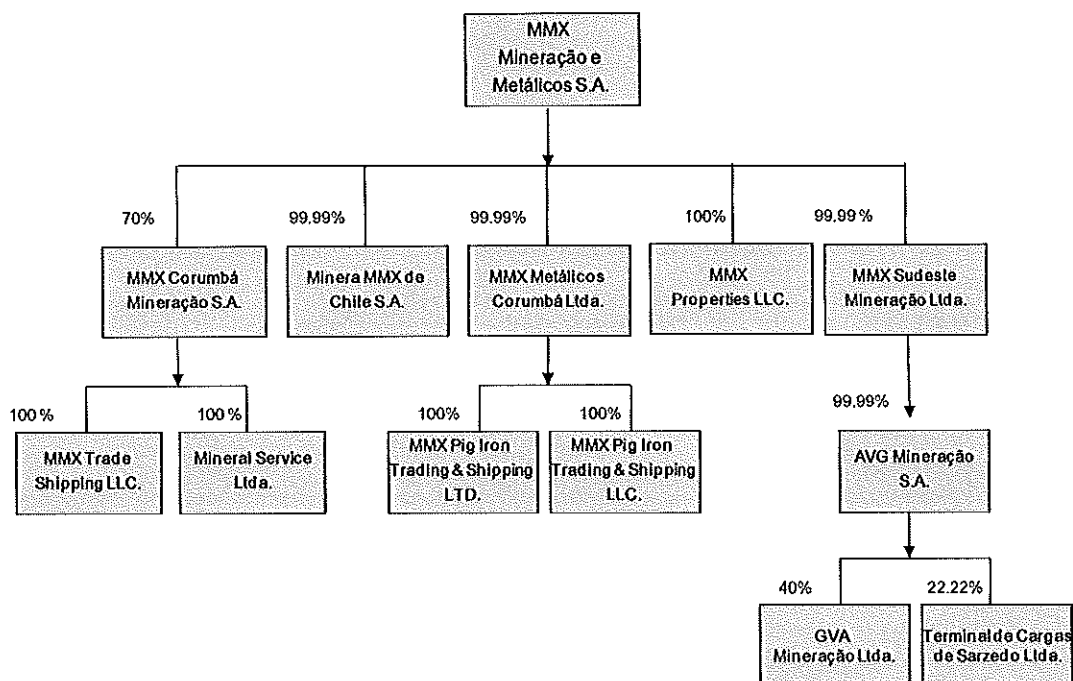 MMX
Mineração e
Metálicos S.A.
70%
99,99%
99,99%
100%
99,99 %
MMX Corumbá
Mineração S.A.
Minera MMX de
Chile S.A.
MMX Metálicos
Corumbá Ltda.
MMX
Properties LLC.
MMX Sudeste
Mineração Ltda.
100 %
100 %
100%
100%
99,99%
MMX Trade
Shipping LLC.
Mineral Service
Ltda.
MMX Pig Iron
Trading & Shipping
LTD.
MMX Pig Iron
Trading & Shipping
LLC.
AVG Mineração
S.A.
40%
22.22%
GVA
Mineração Ltda.
Terminal de Cargas
de Sarzedo Ltda.